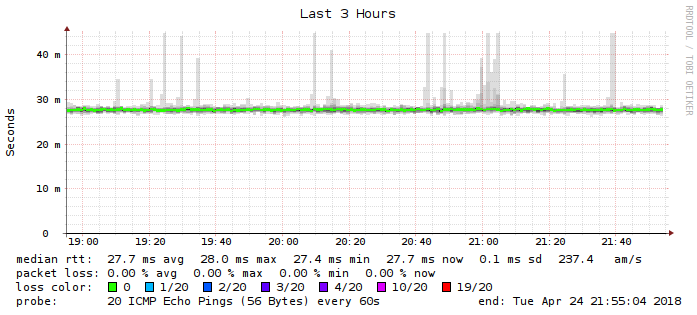 Last 3 Hours
RRDTOOL / TOBI OETIKER
Seconds
40 m
30 m
20 m
10 m
0
19:00 19:20 19:40 20:00 20:20 20:40 21:00 21:20 21:40
median rtt: 27.7 ms avg 28.0 ms max 27.4 ms min 27.7 ms now 0.1 ms sd 237.4 am/s
packet loss: 0.00 % avg 0.00 % max 0.00 % min 0.00 % now
loss color: 0 1/20 2/20 3/20 4/20 10/20 19/20
probe: 20 ICMP Echo Pings (56 Bytes) every 60s end: Tue Apr 24 21:55:04 2018